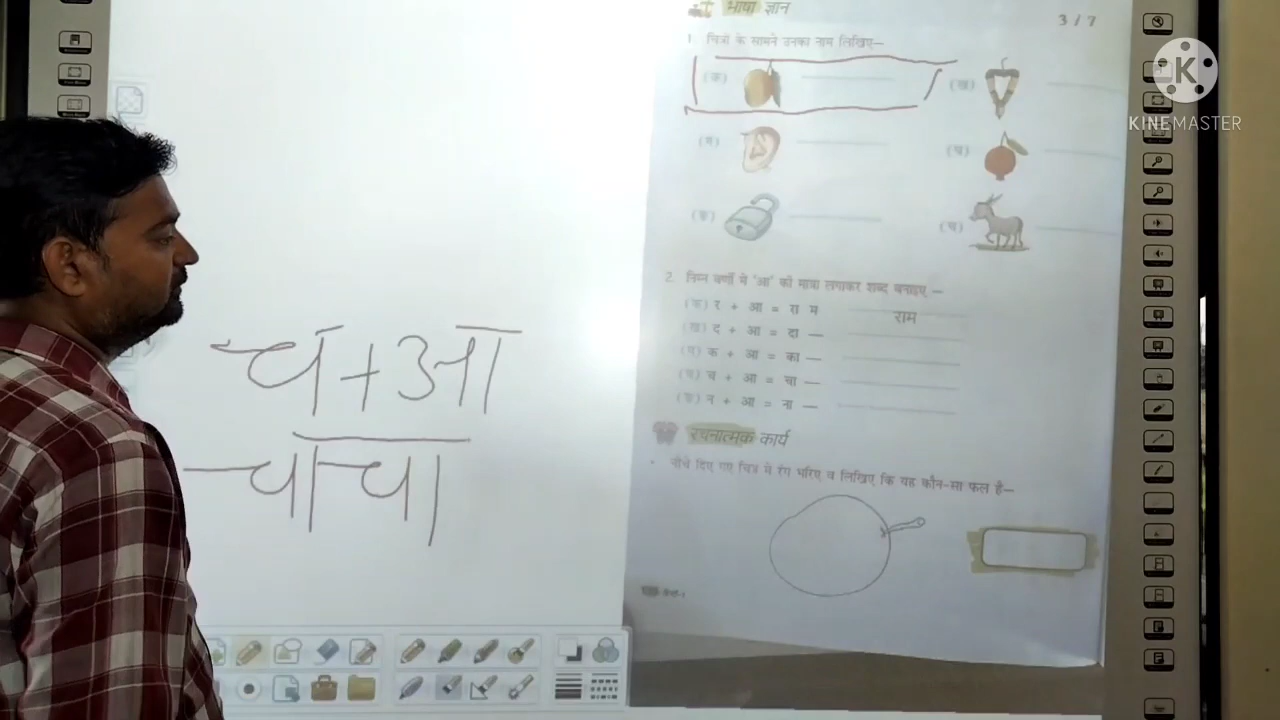 भाषा ज्ञान
3 / 7
KINEMASTER
1 चित्रों के सामने उनका नाम लिखिए–
(क)
(ख)
(ग)
(घ)
(ङ)
(च)
2. निम्न वर्णों में 'आ' की मात्रा लगाकर शब्द बनाइए –
(क) र + आ = रा म राम
(ख) द + आ = दा —
(ग) क + आ = का —
(घ) च + आ = चा —
(ङ) न + आ = ना —
रचनात्मक कार्य
• नीचे दिए गए चित्र में रंग भरिए व लिखिए कि यह कौन-सा फल है–
हिन्दी-1
च + आ
चाचा